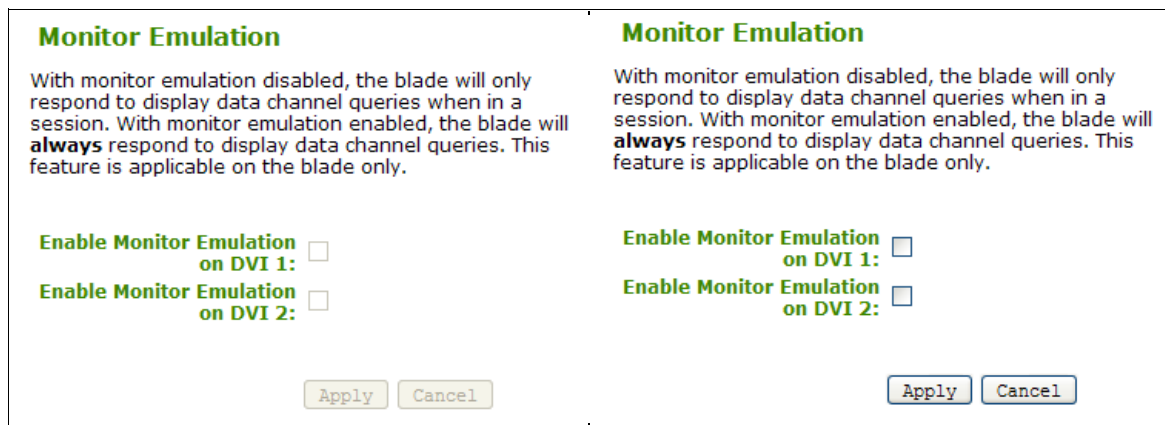 Monitor Emulation
With monitor emulation disabled, the blade will only
respond to display data channel queries when in a
session. With monitor emulation enabled, the blade will
always respond to display data channel queries. This
feature is applicable on the blade only.
Enable Monitor Emulation
on DVI 1:
Enable Monitor Emulation
on DVI 2:
Apply Cancel
Monitor Emulation
With monitor emulation disabled, the blade will only
respond to display data channel queries when in a
session. With monitor emulation enabled, the blade will
always respond to display data channel queries. This
feature is applicable on the blade only.
Enable Monitor Emulation
on DVI 1:
Enable Monitor Emulation
on DVI 2:
Apply Cancel